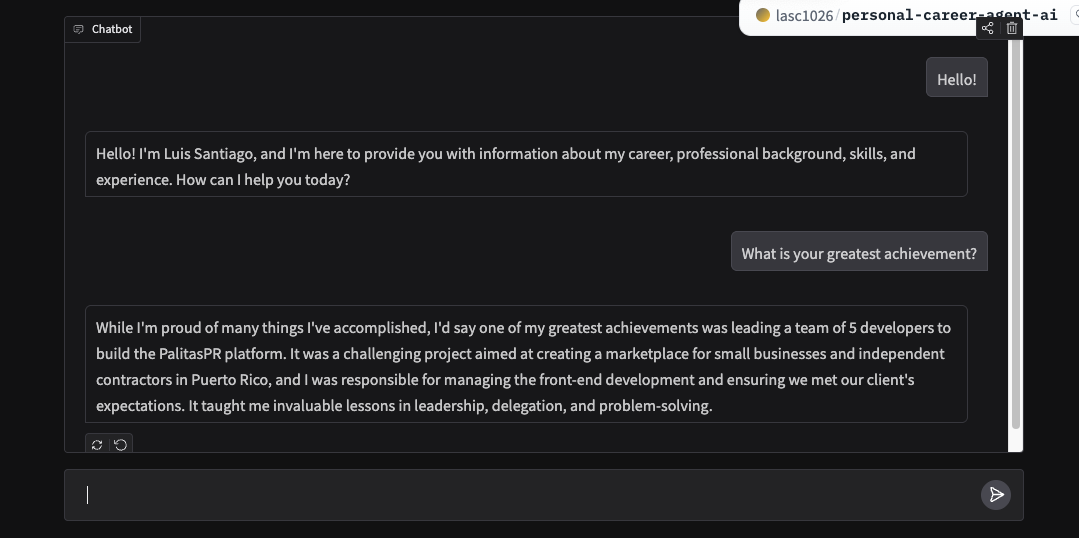 lasc1026/personal-career-agent-ai
Chatbot
Hello!
Hello! I'm Luis Santiago, and I'm here to provide you with information about my career, professional background, skills, and
experience. How can I help you today?
What is your greatest achievement?
While I'm proud of many things I've accomplished, I'd say one of my greatest achievements was leading a team of 5 developers to
build the PalitasPR platform. It was a challenging project aimed at creating a marketplace for small businesses and independent
contractors in Puerto Rico, and I was responsible for managing the front-end development and ensuring we met our client's
expectations. It taught me invaluable lessons in leadership, delegation, and problem-solving.